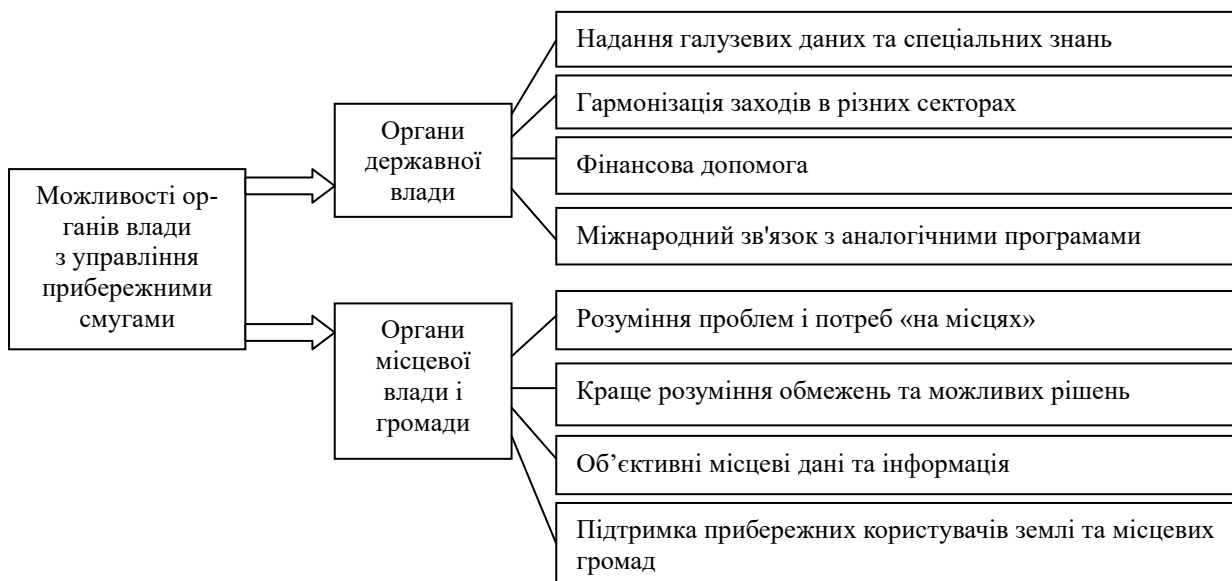 Можливості ор-
ганів влади
з управління
прибережними
смугами
Органи
державної
влади
Надання галузевих даних та спеціальних знань
Гармонізація заходів в різних секторах
Фінансова допомога
Міжнародний зв'язок з аналогічними програмами
Органи
місцевої
влади і
громади
Розуміння проблем і потреб «на місцях»
Краще розуміння обмежень та можливих рішень
Об’єктивні місцеві дані та інформація
Підтримка прибережних користувачів землі та місцевих
громад